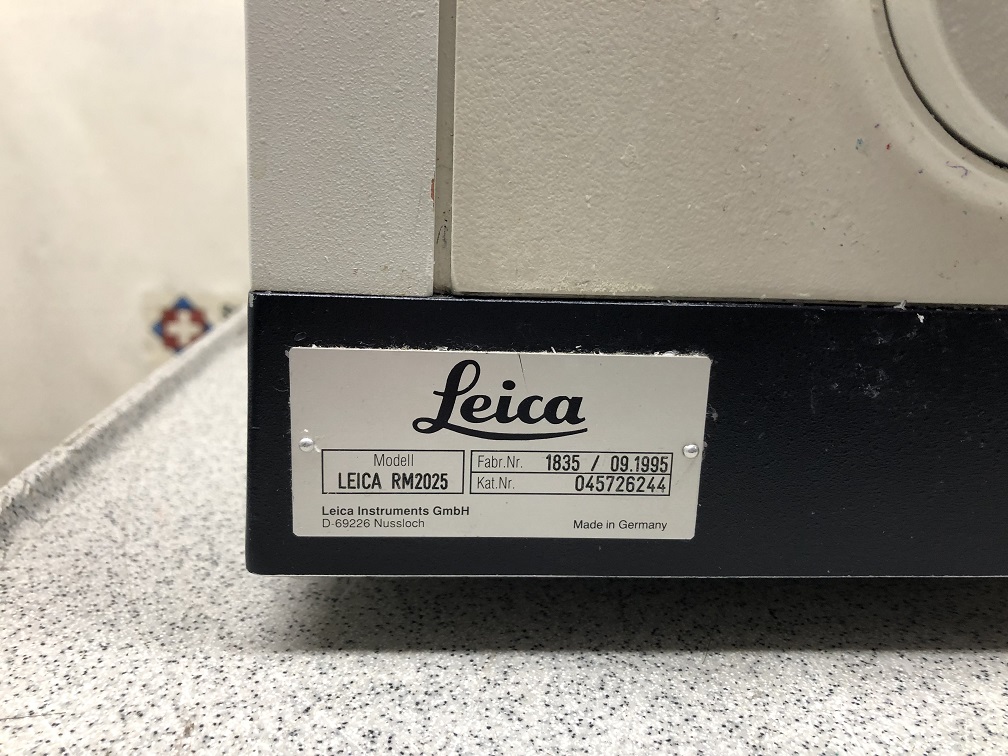 Leica
Modell
LEICA RM2025
Fabr.Nr. 1835 / 09.1995
Kat.Nr. 045726244
Leica Instruments GmbH
D-69226 Nussloch
Made in Germany